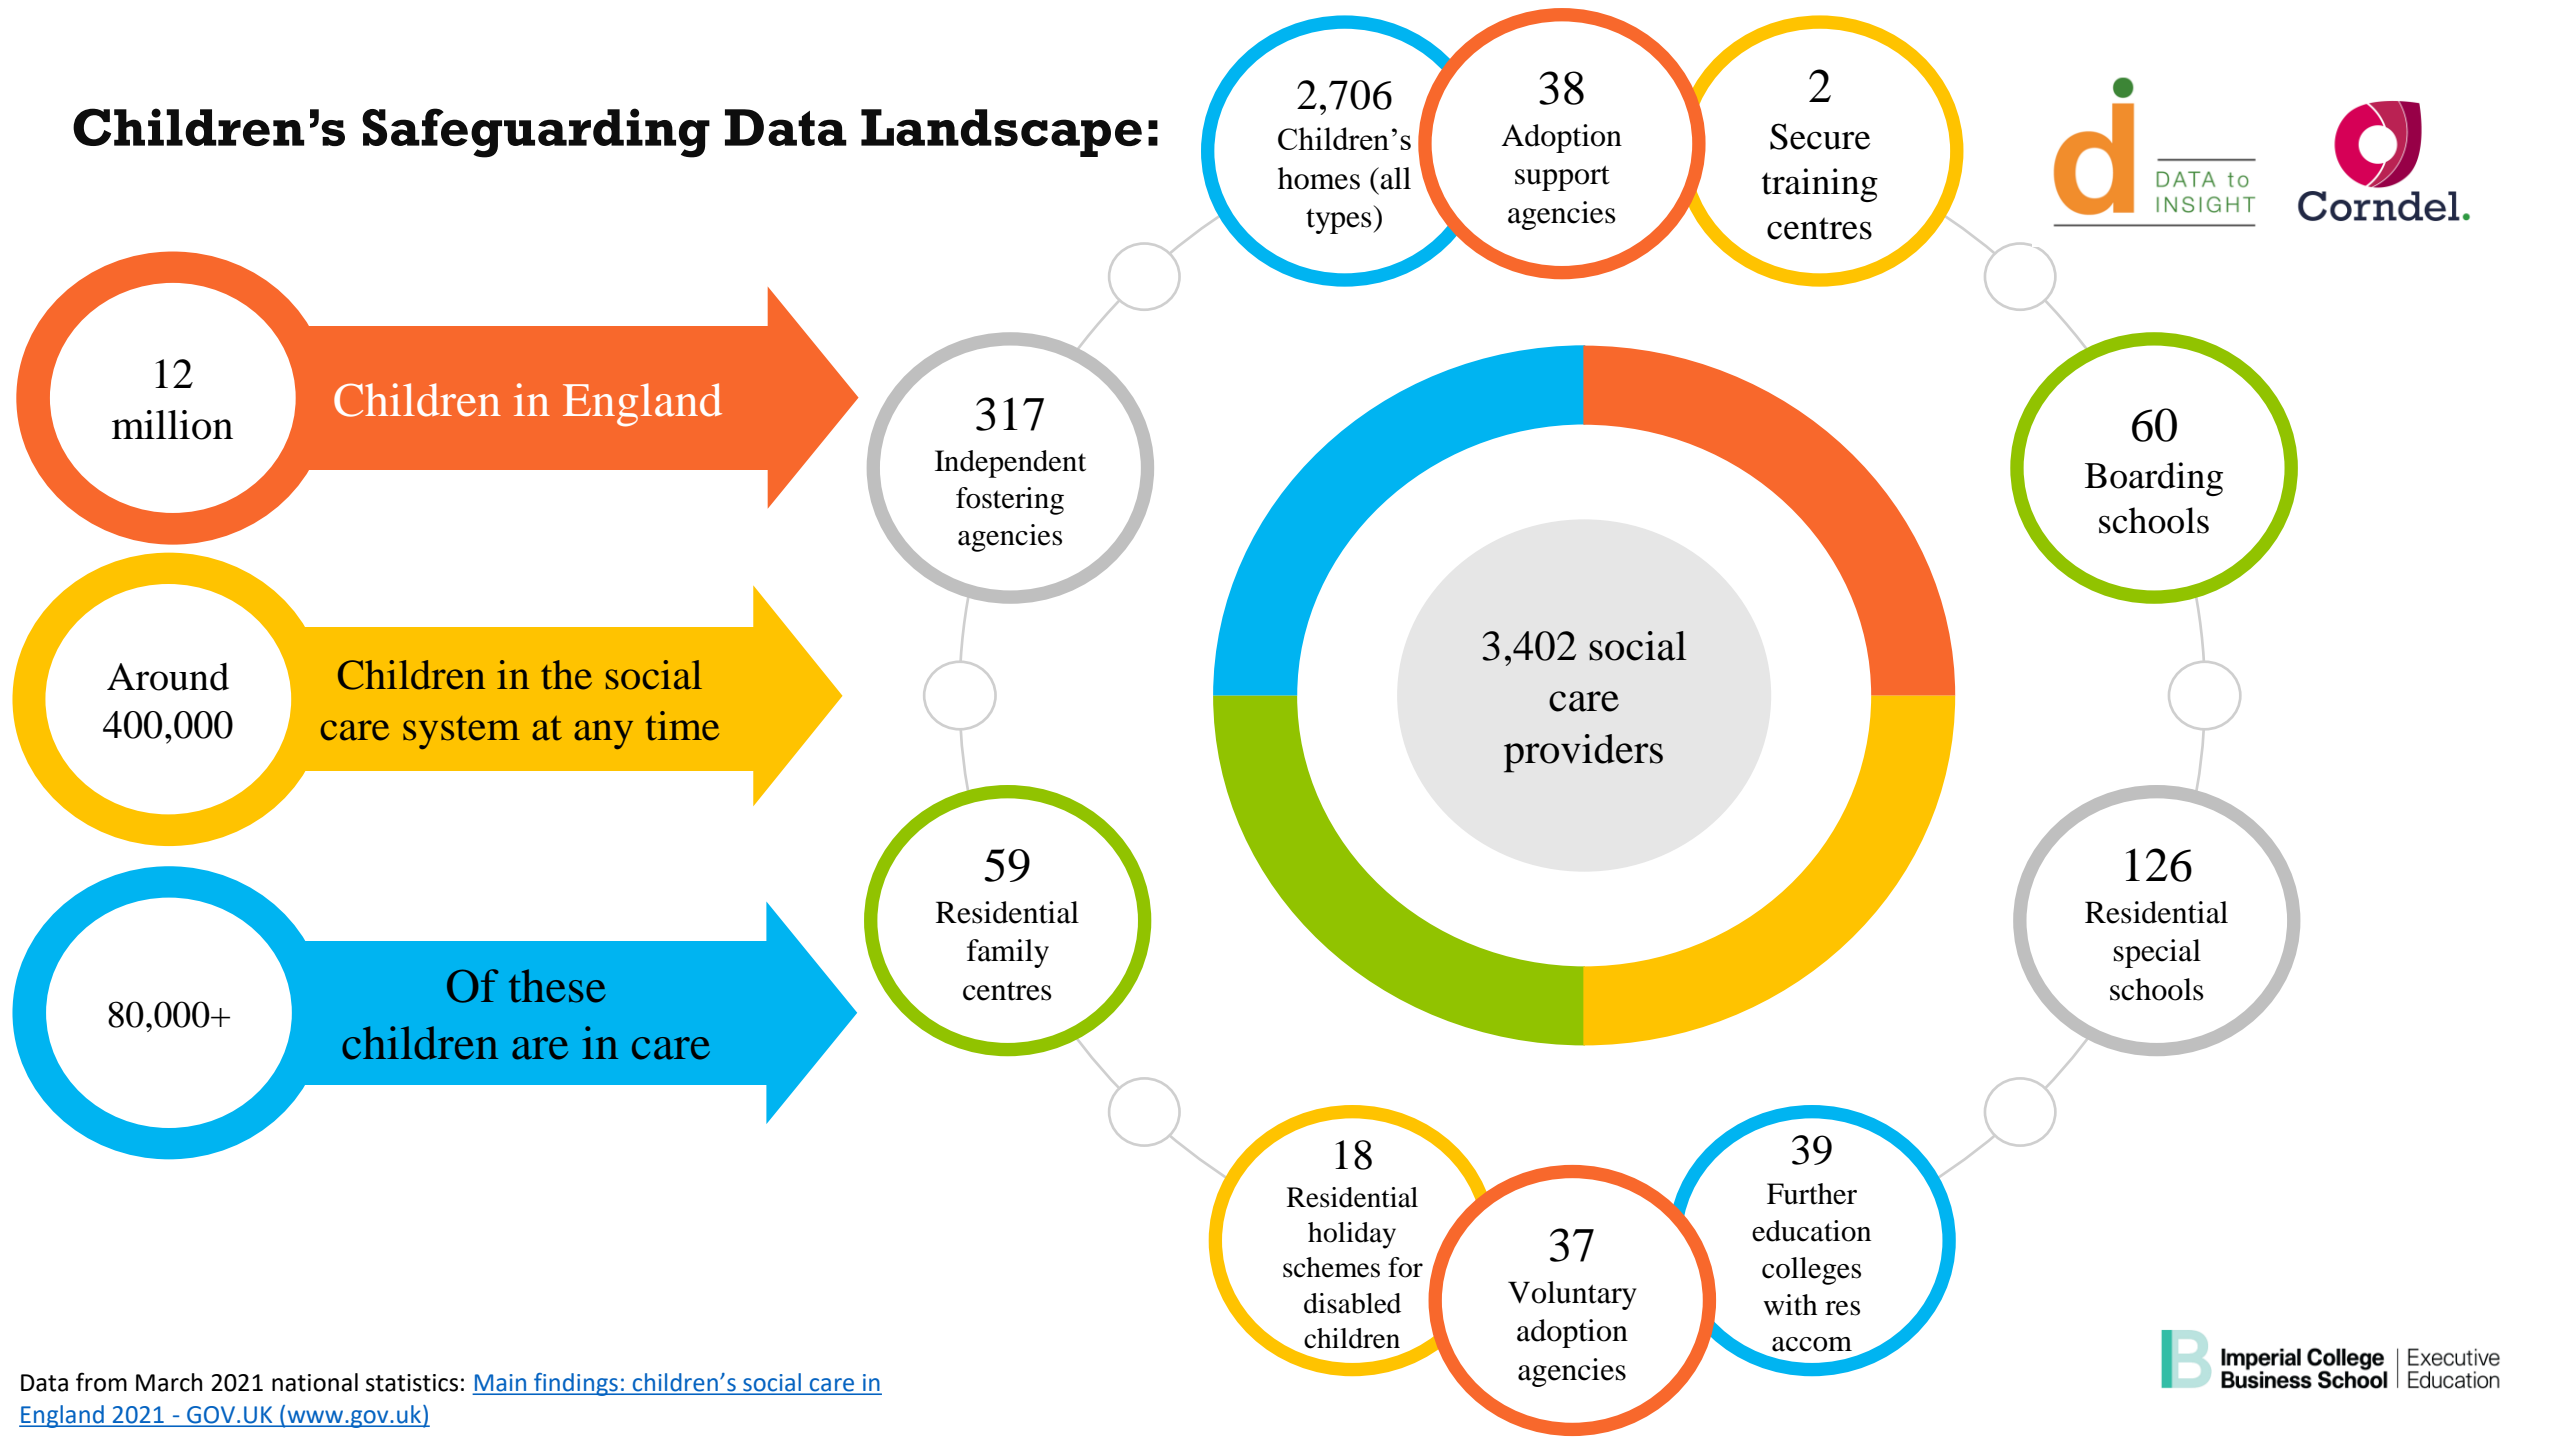 Children’s Safeguarding Data Landscape:
12
million
Children in England
Around
400,000
Children in the social
care system at any time
80,000+
Of these
children are in care
2,706
Children’s
homes (all
types)
38
Adoption
support
agencies
2
Secure
training
centres
60
Boarding
schools
126
Residential
special
schools
39
Further
education
colleges
with res
accom
37
Voluntary
adoption
agencies
18
Residential
holiday
schemes for
disabled
children
59
Residential
family
centres
317
Independent
fostering
agencies
3,402 social
care
providers
di
DATA to
INSIGHT
Corndel.
Data from March 2021 national statistics: Main findings: children’s social care in
England 2021 - GOV.UK (www.gov.uk)
Imperial College
Business School
Executive
Education